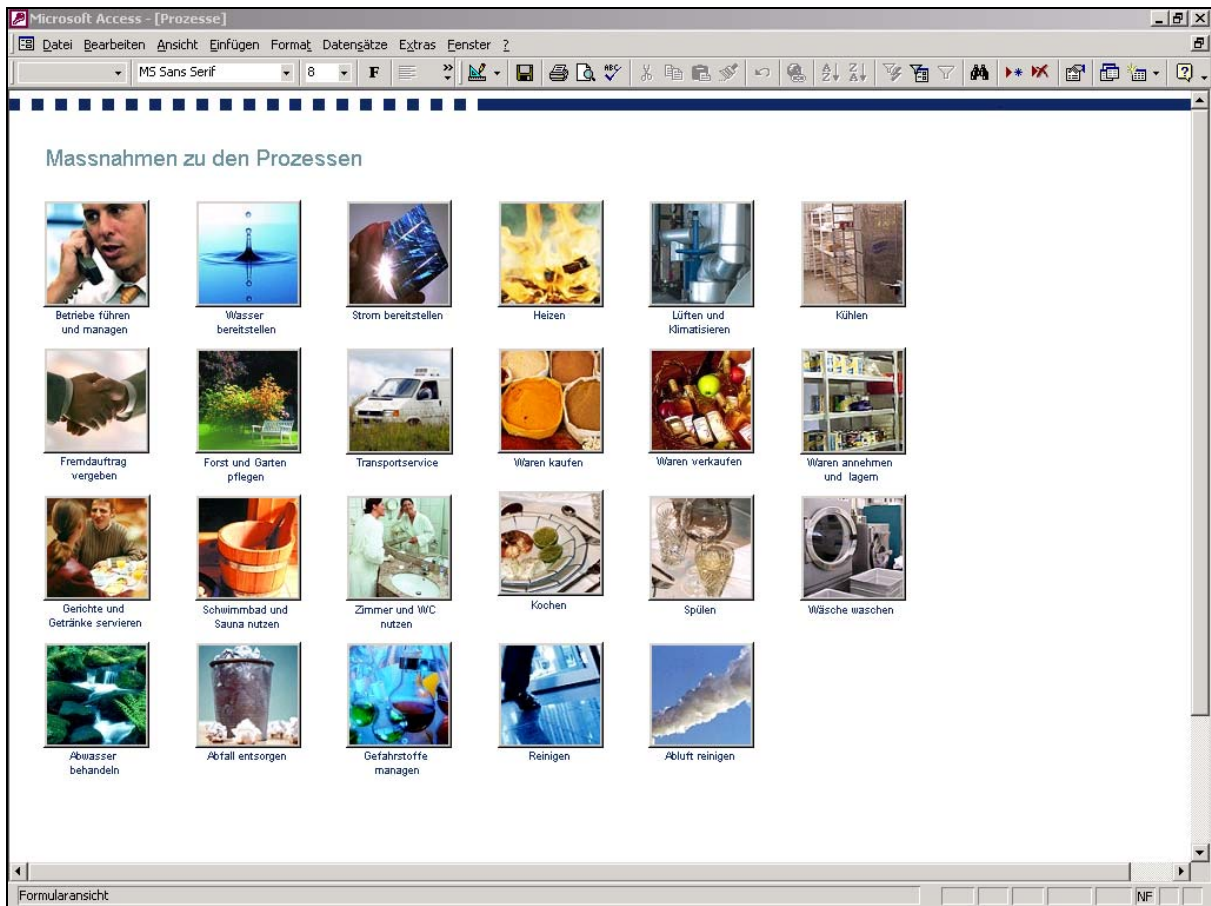 Microsoft Access - [Prozesse]
Datei Bearbeiten Ansicht Einfügen Format Datensätze Extras Fenster ?
MS Sans Serif 8 F
Massnahmen zu den Prozessen
Betriebe führen
und managen
Wasser
bereitstellen
Strom bereitstellen
Heizen
Lüften und
Klimatisieren
Kühlen
Fremdauftrag
vergeben
Forst und Garten
pflegen
Transportservice
Waren kaufen
Waren verkaufen
Waren annehmen
und lagern
Gerichte und
Getränke servieren
Schwimmbad und
Sauna nutzen
Zimmer und WC
nutzen
Kochen
Spülen
Wäsche waschen
Abwasser
behandeln
Abfall entsorgen
Gefahrstoffe
managen
Reinigen
Abluft reinigen
Formularansicht
NF